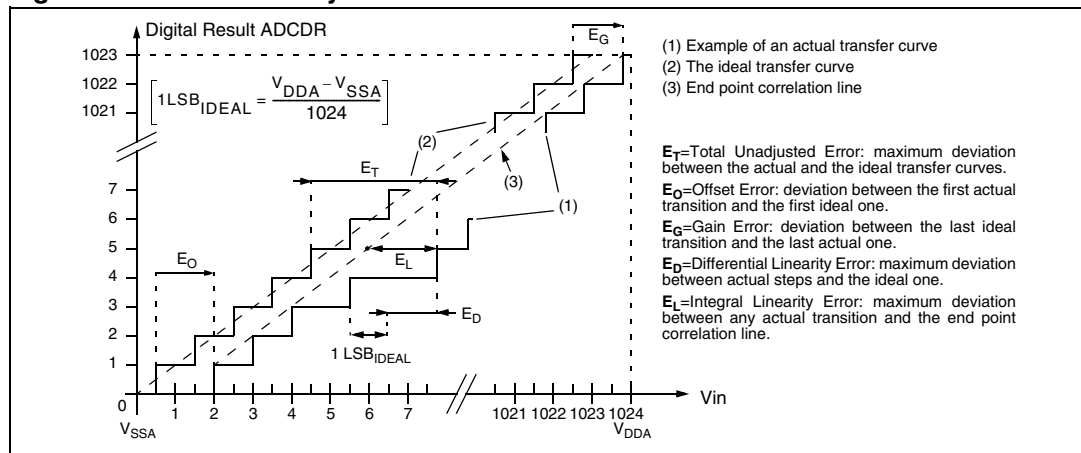 Digital Result ADCDR
E_G
1023
1022
1021
1LSB_IDEAL = V_DDA – V_SSA
1024
(2)
E_T
(3)
(1)
7
6
5
4
3
2
1
E_O
E_L
E_D
1 LSB_IDEAL
0
1 2 3 4 5 6 7 1021 1022 1023 1024
Vin
V_SSA
V_DDA
(1) Example of an actual transfer curve
(2) The ideal transfer curve
(3) End point correlation line
E_T=Total Unadjusted Error: maximum deviation
between the actual and the ideal transfer curves.
E_O=Offset Error: deviation between the first actual
transition and the first ideal one.
E_G=Gain Error: deviation between the last ideal
transition and the last actual one.
E_D=Differential Linearity Error: maximum deviation
between actual steps and the ideal one.
E_L=Integral Linearity Error: maximum deviation
between any actual transition and the end point
correlation line.